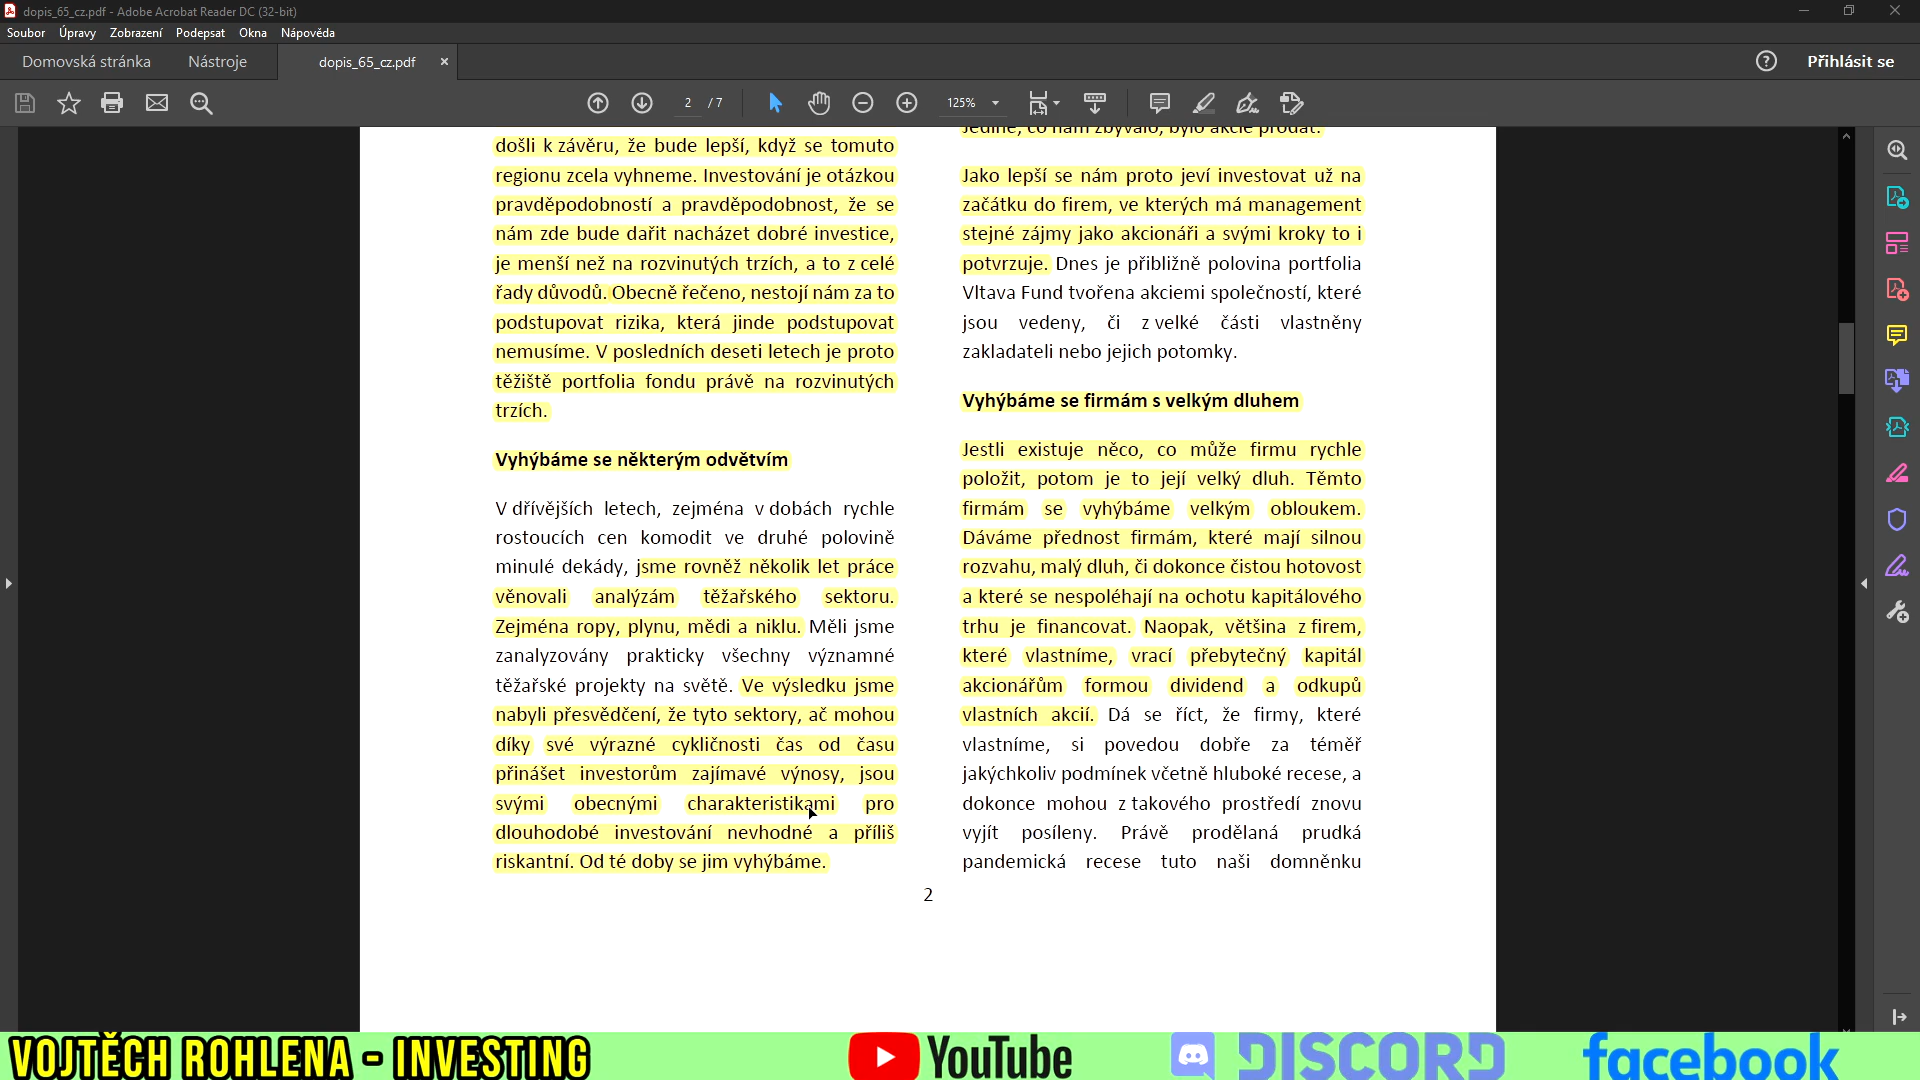 dopis_65_cz.pdf - Adobe Acrobat Reader DC (32-bit)
Soubor Úpravy Zobrazení Podepsat Okna Nápověda
Domovská stránka Nástroje dopis_65_cz.pdf Přihlásit se
2 / 7 125%
došli k závěru, že bude lepší, když se tomuto
regionu zcela vyhneme. Investování je otázkou
pravděpodobností a pravděpodobnost, že se
nám zde bude dařit nacházet dobré investice,
je menší než na rozvinutých trzích, a to z celé
řady důvodů. Obecně řečeno, nestojí nám za to
podstupovat rizika, která jinde podstupovat
nemusíme. V posledních deseti letech je proto
těžiště portfolia fondu právě na rozvinutých
trzích.
Vyhýbáme se některým odvětvím
V dřívějších letech, zejména v dobách rychle
rostoucích cen komodit ve druhé polovině
minulé dekády, jsme rovněž několik let práce
věnovali analýzám těžařského sektoru.
Zejména ropy, plynu, mědi a niklu. Měli jsme
zanalyzovány prakticky všechny významné
těžařské projekty na světě. Ve výsledku jsme
nabyli přesvědčení, že tyto sektory, ač mohou
díky své výrazné cykličnosti čas od času
přinášet investorům zajímavé výnosy, jsou
svými obecnými charakteristikami pro
dlouhodobé investování nevhodné a příliš
riskantní. Od té doby se jim vyhýbáme.
Jediné, co nám zbývalo, bylo akcie prodat.
Jako lepší se nám proto jeví investovat už na
začátku do firem, ve kterých má management
stejné zájmy jako akcionáři a svými kroky to i
potvrzuje. Dnes je přibližně polovina portfolia
Vltava Fund tvořena akciemi společností, které
jsou vedeny, či z velké části vlastněny
zakladateli nebo jejich potomky.
Vyhýbáme se firmám s velkým dluhem
Jestli existuje něco, co může firmu rychle
položit, potom je to její velký dluh. Těmto
firmám se vyhýbáme velkým obloukem.
Dáváme přednost firmám, které mají silnou
rozvahu, malý dluh, či dokonce čistou hotovost
a které se nespoléhají na ochotu kapitálového
trhu je financovat. Naopak, většina z firem,
které vlastníme, vrací přebytečný kapitál
akcionářům formou dividend a odkupů
vlastních akcií. Dá se říct, že firmy, které
vlastníme, si povedou dobře za téměř
jakýchkoliv podmínek včetně hluboké recese, a
dokonce mohou z takového prostředí znovu
vyjít posíleny. Právě prodělaná prudká
pandemická recese tuto naši domněnku
2
VOJTĚCH ROHLENA - INVESTING YouTube DISCORD facebook